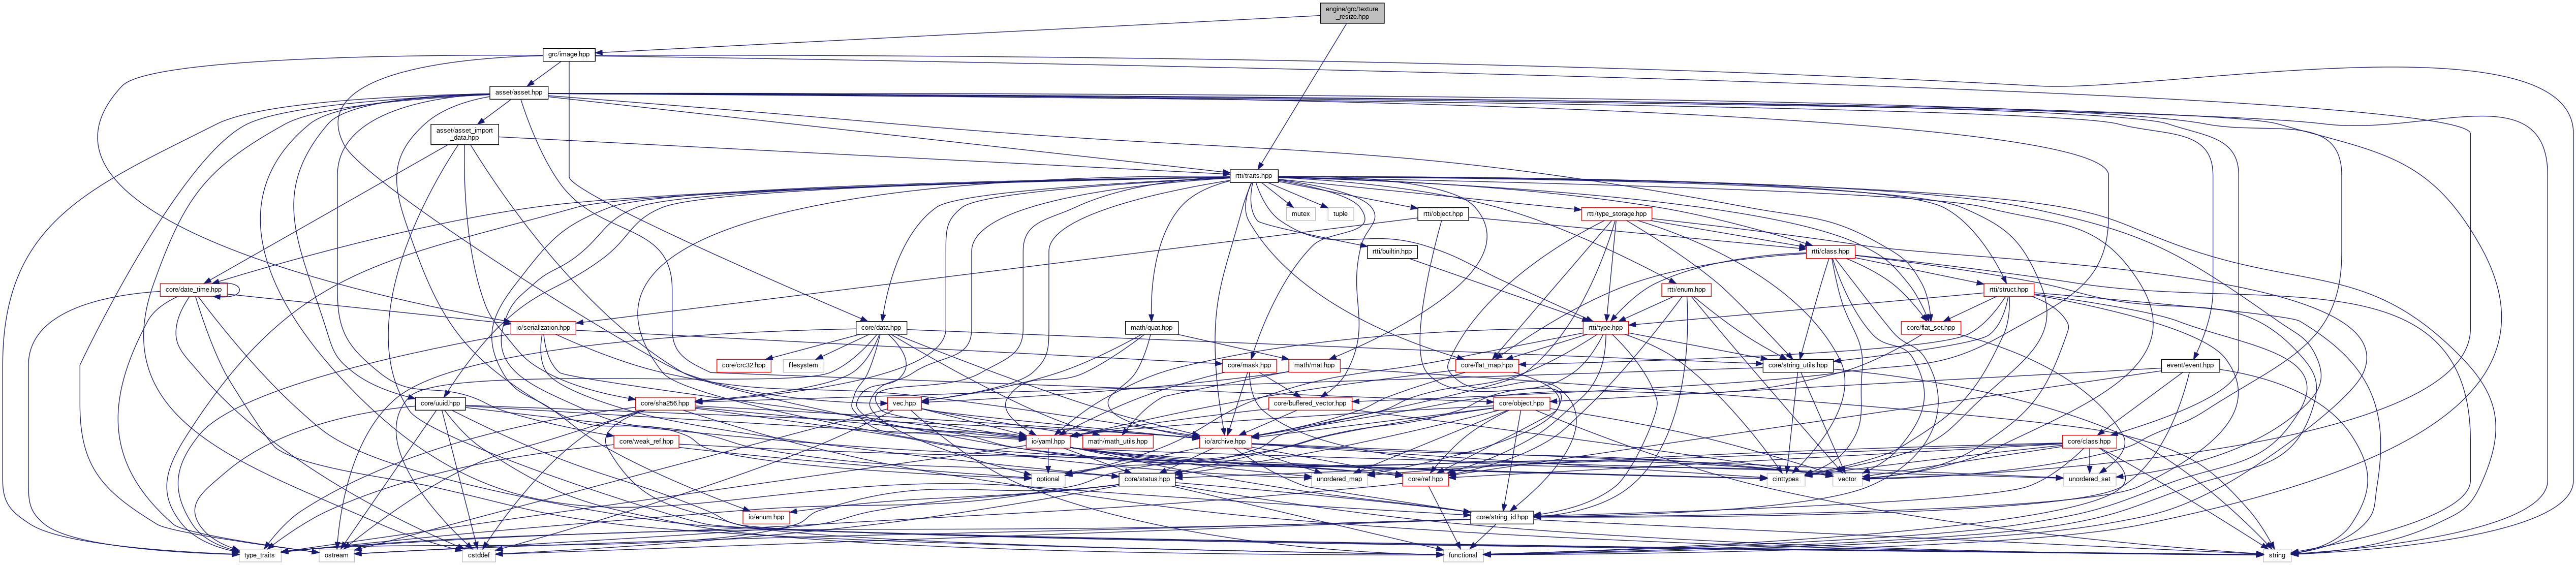 engine/grc/texture
_resize.hpp
grc/image.hpp
asset/asset.hpp
asset/asset_import
_data.hpp
rtti/traits.hpp
mutex
tuple
rtti/object.hpp
rtti/type_storage.hpp
rtti/builtin.hpp
rtti/class.hpp
core/date_time.hpp
rtti/enum.hpp
rtti/struct.hpp
io/serialization.hpp
core/data.hpp
math/quat.hpp
rtti/type.hpp
core/flat_set.hpp
core/crc32.hpp
filesystem
core/mask.hpp
math/mat.hpp
core/flat_map.hpp
core/string_utils.hpp
event/event.hpp
core/uuid.hpp
core/sha256.hpp
vec.hpp
core/buffered_vector.hpp
core/object.hpp
core/weak_ref.hpp
io/yaml.hpp
math/math_utils.hpp
io/archive.hpp
core/class.hpp
optional
core/status.hpp
unordered_map
core/ref.hpp
cinttypes
vector
unordered_set
io/enum.hpp
core/string_id.hpp
type_traits
ostream
cstddef
functional
string